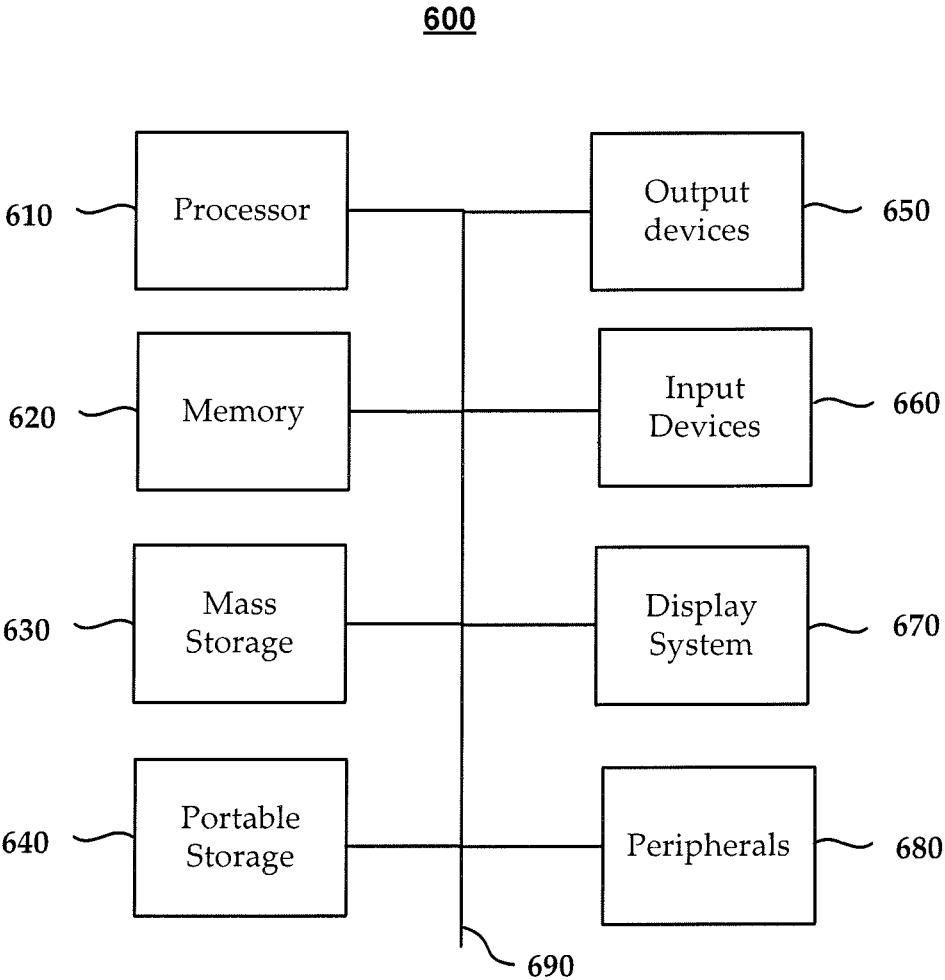 600
610
Processor
Output
devices
650
620
Memory
Input
Devices
660
630
Mass
Storage
Display
System
670
640
Portable
Storage
Peripherals
680
690